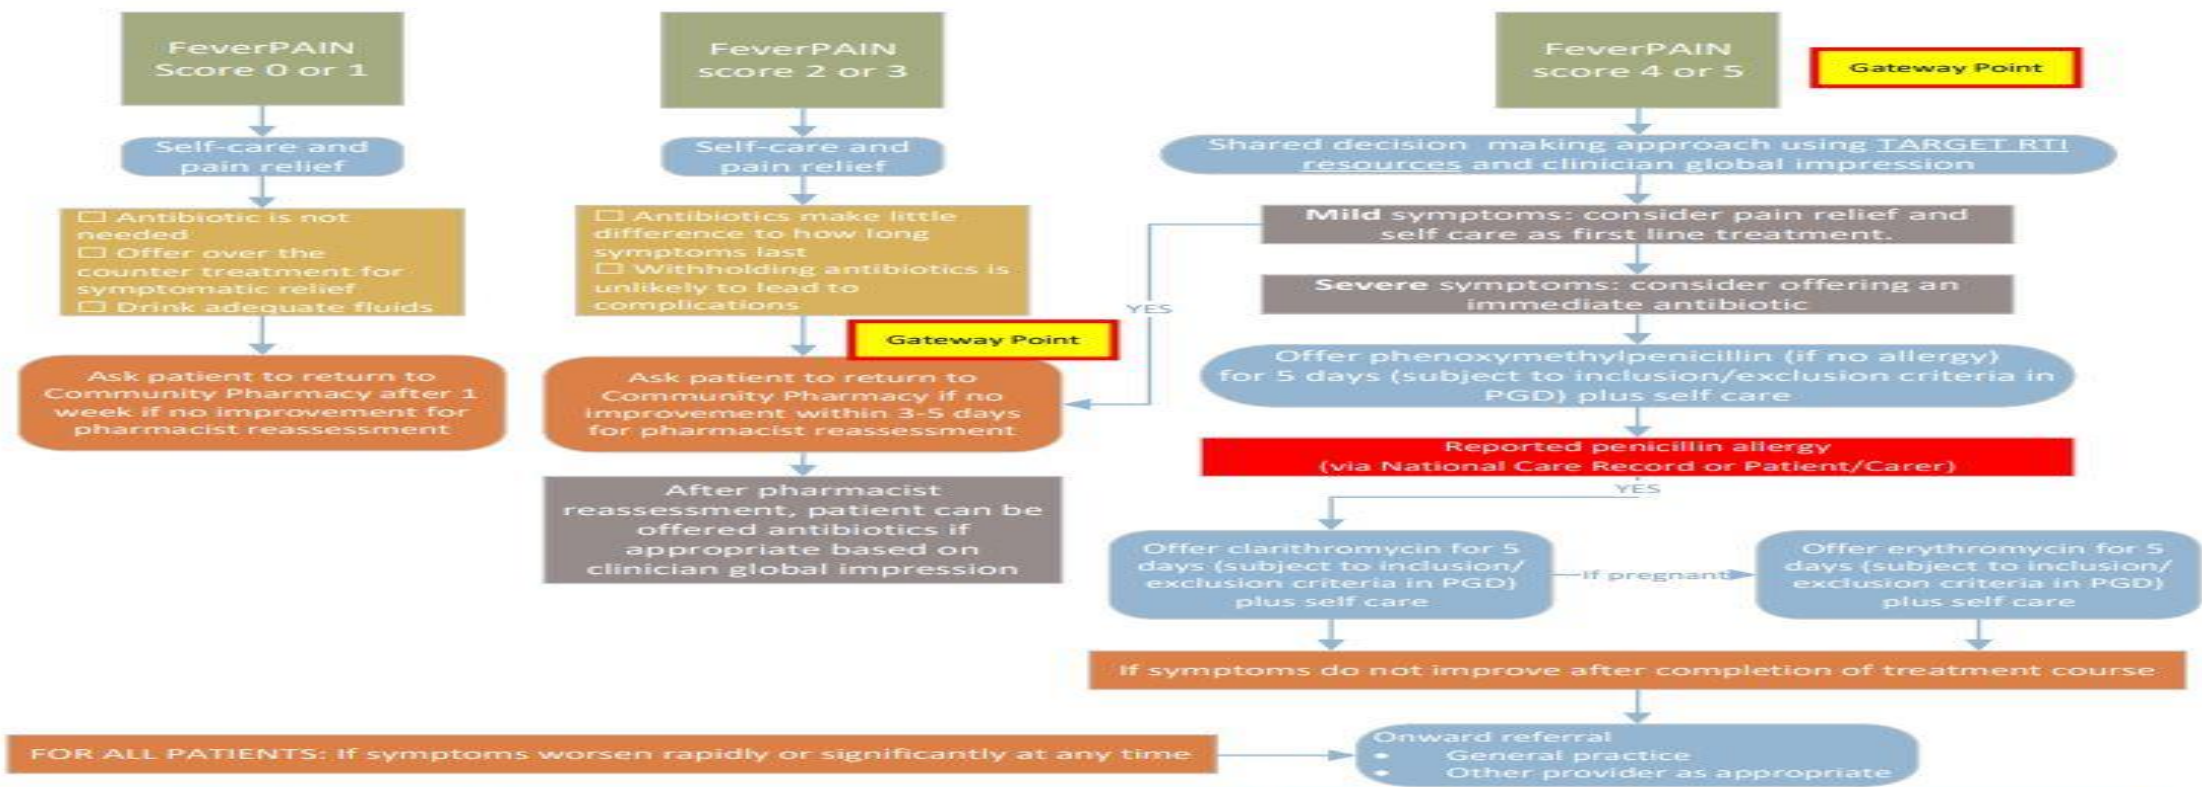 FeverPAIN
Score 0 or 1
Self-care and
pain relief
☐ Antibiotic is not
needed
☐ Offer over the
counter treatment for
symptomatic relief
☐ Drink adequate fluids
Ask patient to return to
Community Pharmacy after 1
week if no improvement for
pharmacist reassessment
FeverPAIN
score 2 or 3
Self-care and
pain relief
☐ Antibiotics make little
difference to how long
symptoms last
☐ Withholding antibiotics is
unlikely to lead to
complications
Gateway Point
Ask patient to return to
Community Pharmacy if no
improvement within 3-5 days
for pharmacist reassessment
After pharmacist
reassessment, patient can be
offered antibiotics if
appropriate based on
clinician global impression
FeverPAIN
score 4 or 5
Gateway Point
Shared decision making approach using TARGET RTI
resources and clinician global impression
Mild symptoms: consider pain relief and
self care as first line treatment.
YES
Severe symptoms: consider offering an
immediate antibiotic
Offer phenoxymethylpenicillin (if no allergy)
for 5 days (subject to inclusion/exclusion criteria in
PGD) plus self care
Reported penicillin allergy
(via National Care Record or Patient/Carer)
YES
Offer clarithromycin for 5
days (subject to inclusion/
exclusion criteria in PGD)
plus self care
If pregnant
Offer erythromycin for 5
days (subject to inclusion/
exclusion criteria in PGD)
plus self care
If symptoms do not improve after completion of treatment course
FOR ALL PATIENTS: If symptoms worsen rapidly or significantly at any time
Onward referral
• General practice
• Other provider as appropriate